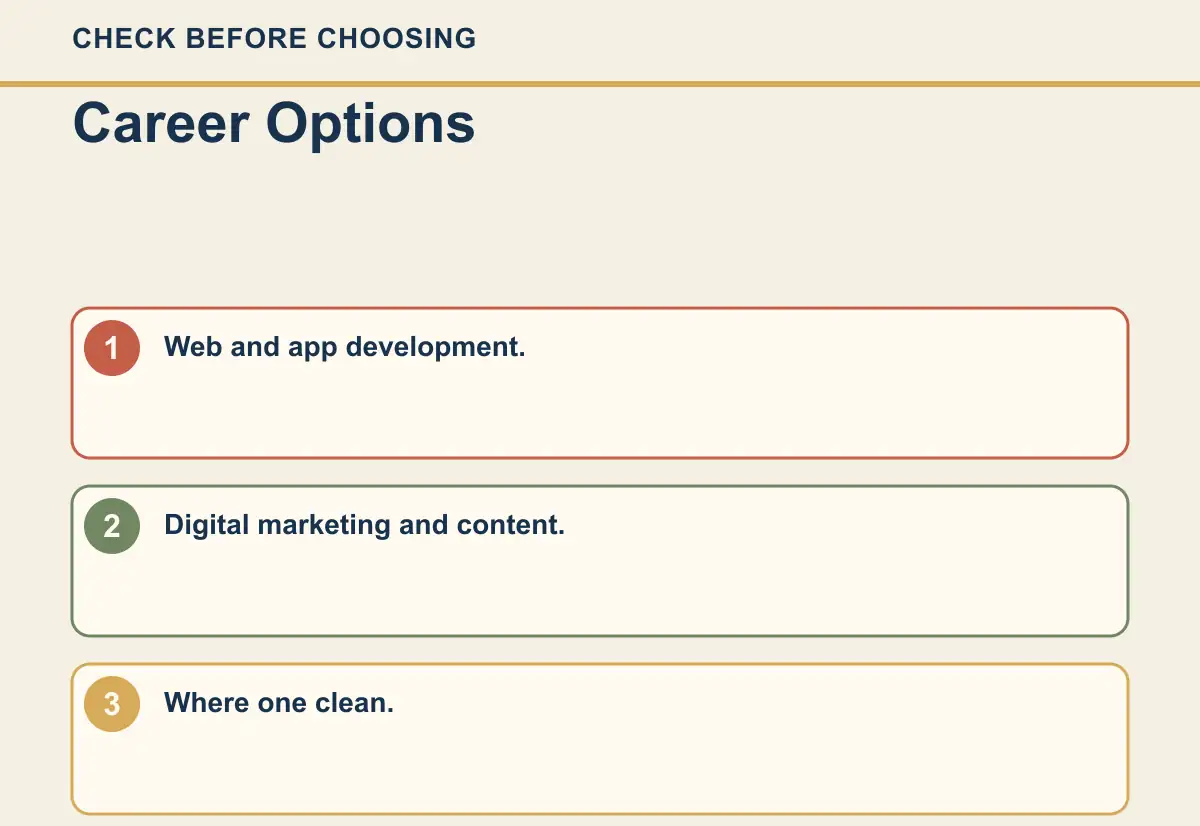 CHECK BEFORE CHOOSING
Career Options
1 Web and app development.
2 Digital marketing and content.
3 Where one clean.